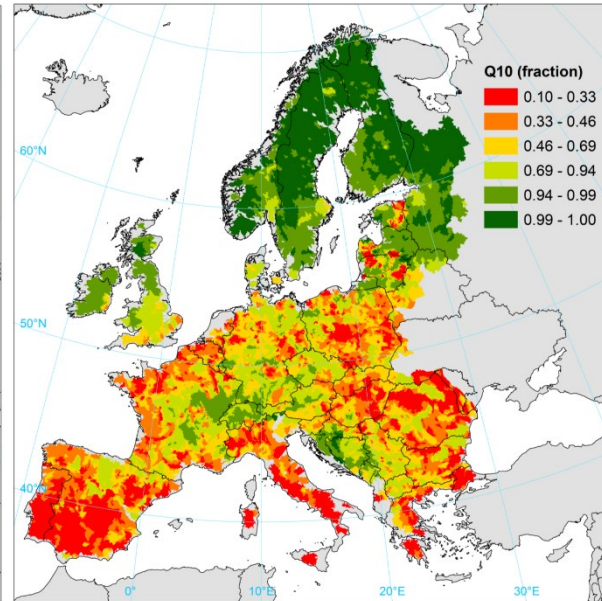 Q10 (fraction)
0.10 - 0.33
0.33 - 0.46
0.46 - 0.69
0.69 - 0.94
0.94 - 0.99
0.99 - 1.00
60°N
50°N
40°N
0°
10°E
20°E
30°E